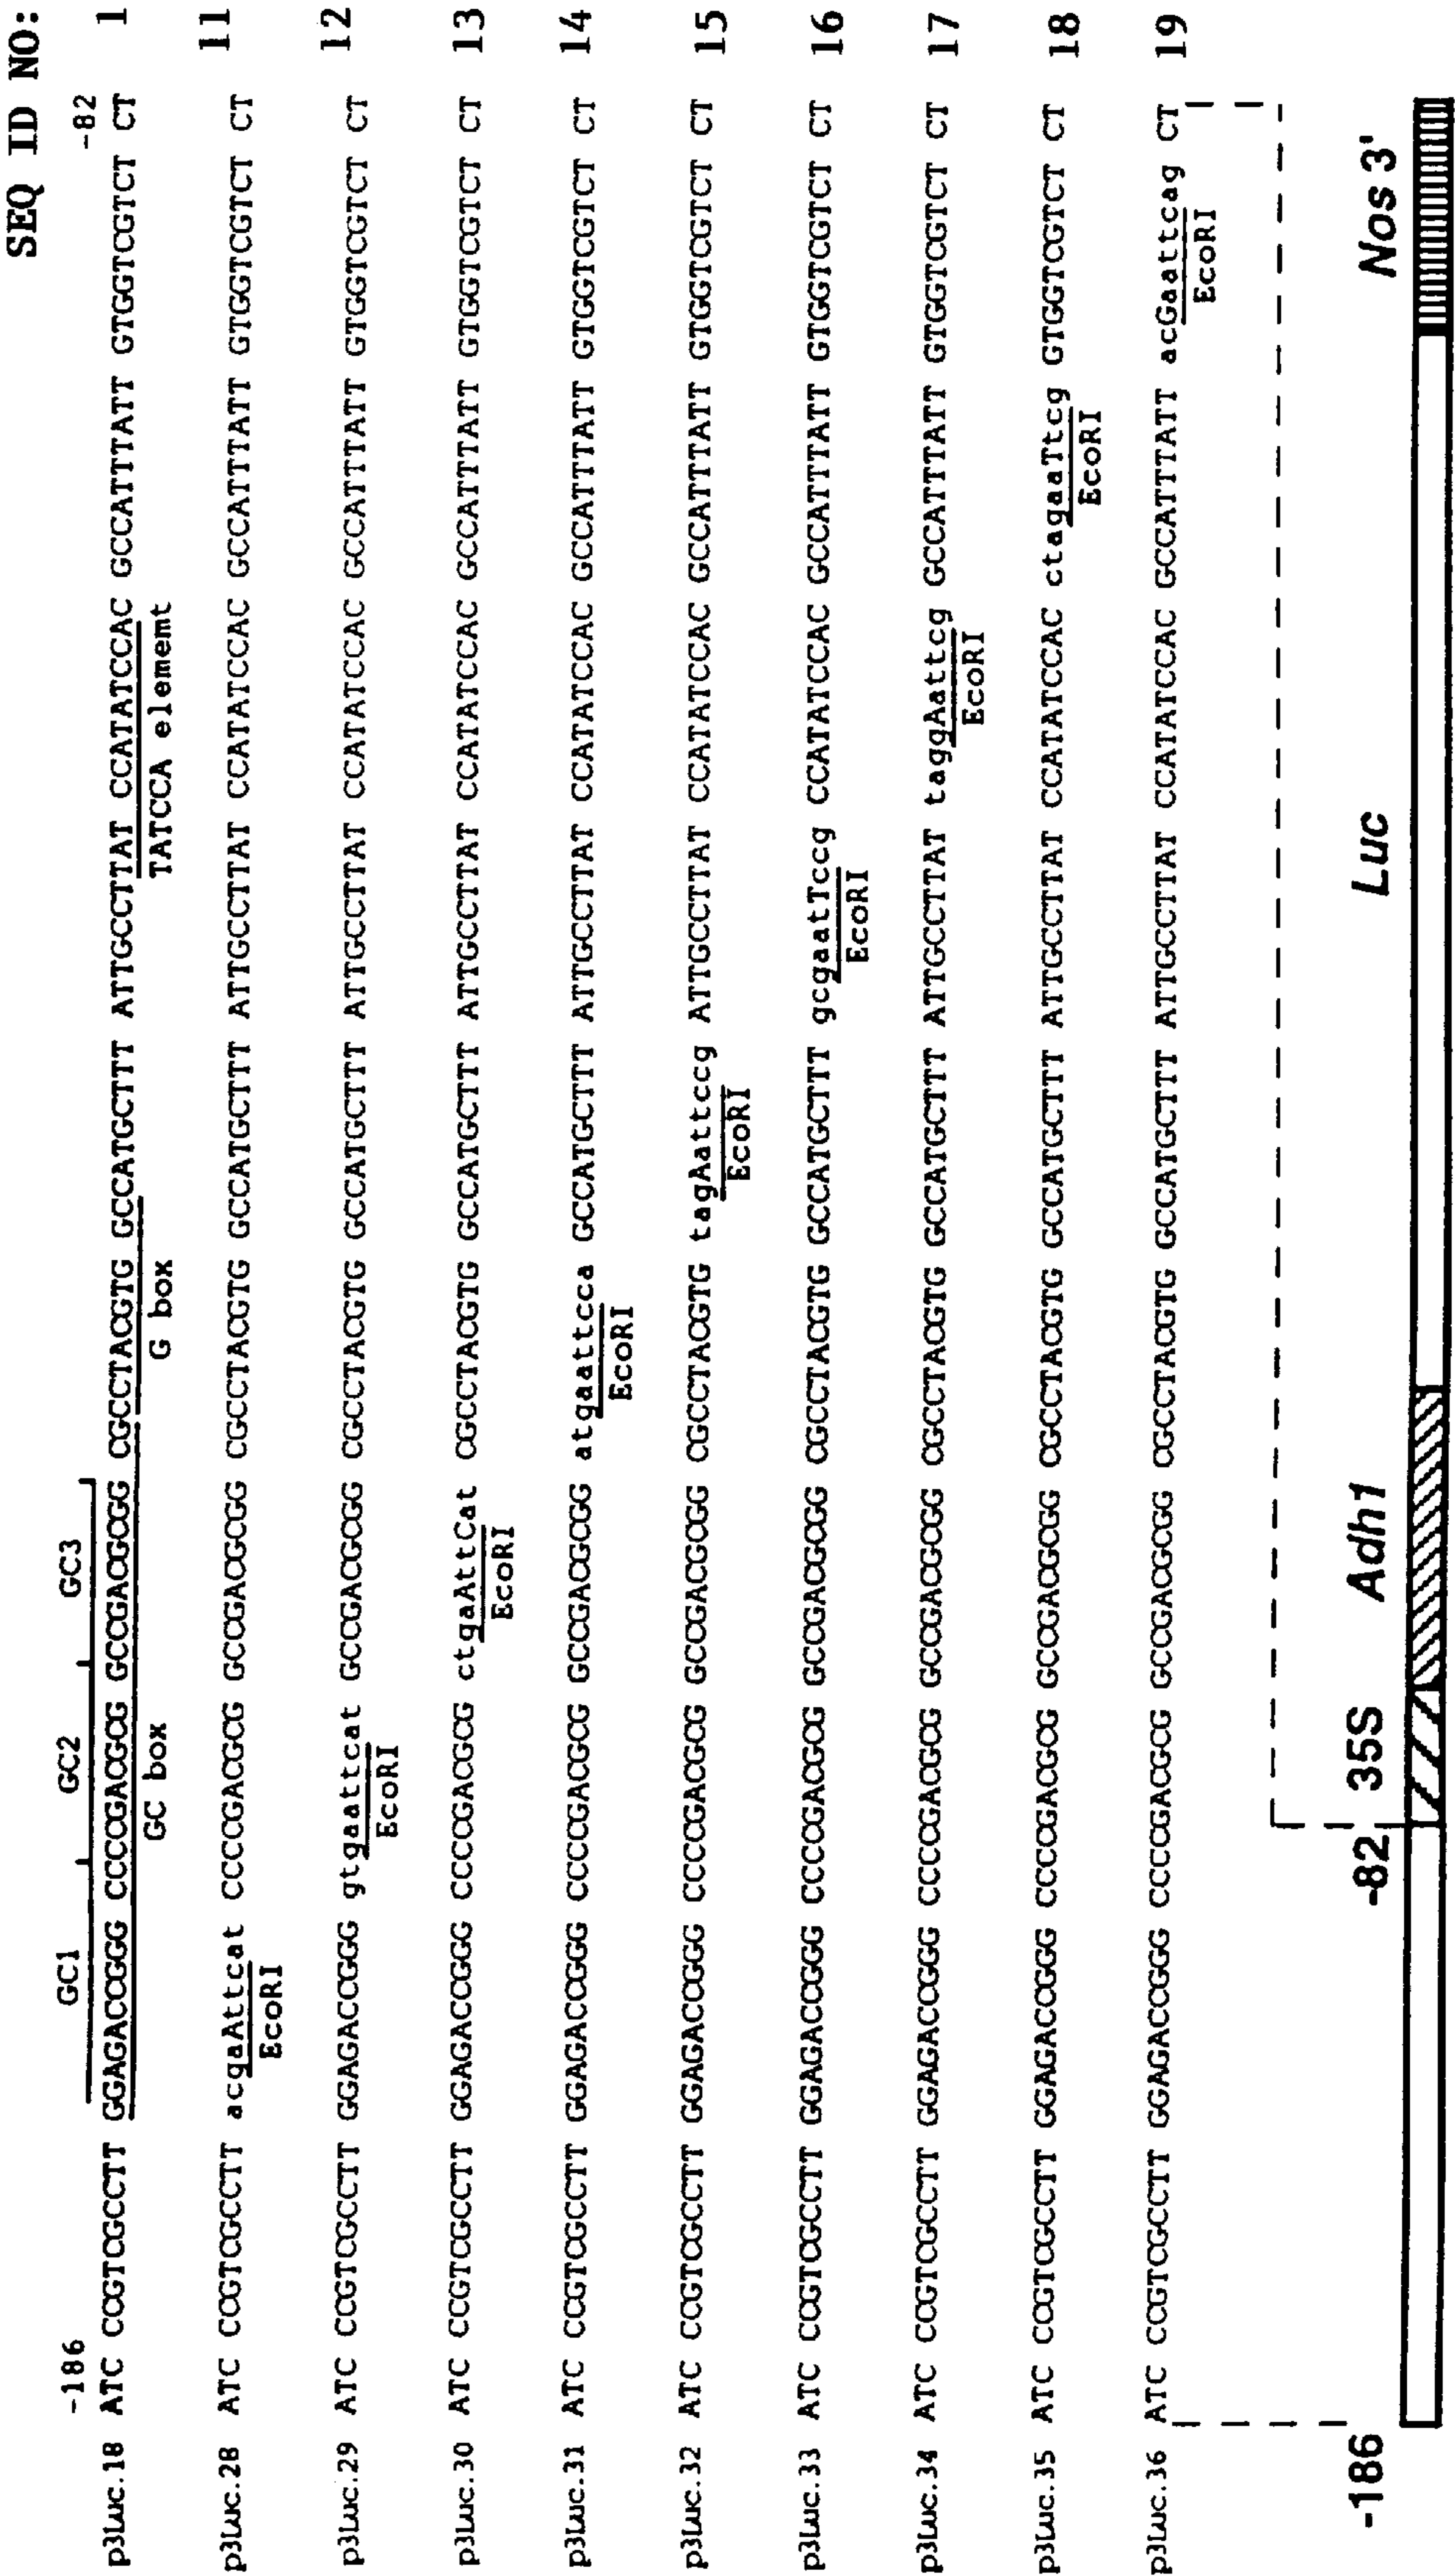 SEQ ID NO:
-186 GC1 GC2 GC3 -82
p3Luc.18 ATC CCGTCGCCTT GGAGACCGGG CCCCGACGCG GCCGACGCGG CGCCTACGTG GCCATGCTTT ATTGCCTTAT CCATATCCAC GCCATTTATT GTGGTCGTCT CT 1
GC box G box TATCCA elememt
p3Luc.28 ATC CCGTCGCCTT acgaAttcat CCCCGACGCG GCCGACGCGG CGCCTACGTG GCCATGCTTT ATTGCCTTAT CCATATCCAC GCCATTTATT GTGGTCGTCT CT 11
EcoRI
p3Luc.29 ATC CCGTCGCCTT GGAGACCGGG gtgaattcat GCCGACGCGG CGCCTACGTG GCCATGCTTT ATTGCCTTAT CCATATCCAC GCCATTTATT GTGGTCGTCT CT 12
EcoRI
p3Luc.30 ATC CCGTCGCCTT GGAGACCGGG CCCCGACGCG ctgaAttCat CGCCTACGTG GCCATGCTTT ATTGCCTTAT CCATATCCAC GCCATTTATT GTGGTCGTCT CT 13
EcoRI
p3Luc.31 ATC CCGTCGCCTT GGAGACCGGG CCCCGACGCG GCCGACGCGG atgaattcca GCCATGCTTT ATTGCCTTAT CCATATCCAC GCCATTTATT GTGGTCGTCT CT 14
EcoRI
p3Luc.32 ATC CCGTCGCCTT GGAGACCGGG CCCCGACGCG GCCGACGCGG CGCCTACGTG tagAattccg ATTGCCTTAT CCATATCCAC GCCATTTATT GTGGTCGTCT CT 15
EcoRI
p3Luc.33 ATC CCGTCGCCTT GGAGACCGGG CCCCGACGCG GCCGACGCGG CGCCTACGTG GCCATGCTTT gcgaatTccg CCATATCCAC GCCATTTATT GTGGTCGTCT CT 16
EcoRI
p3Luc.34 ATC CCGTCGCCTT GGAGACCGGG CCCCGACGCG GCCGACGCGG CGCCTACGTG GCCATGCTTT ATTGCCTTAT taggAattcg GCCATTTATT GTGGTCGTCT CT 17
EcoRI
p3Luc.35 ATC CCGTCGCCTT GGAGACCGGG CCCCGACGCG GCCGACGCGG CGCCTACGTG GCCATGCTTT ATTGCCTTAT CCATATCCAC ctagaaTtcg GTGGTCGTCT CT 18
EcoRI
p3Luc.36 ATC CCGTCGCCTT GGAGACCGGG CCCCGACGCG GCCGACGCGG CGCCTACGTG GCCATGCTTT ATTGCCTTAT CCATATCCAC GCCATTTATT acGaattcag CT 19
EcoRI
-186 -82 35S Adh1 Luc Nos 3'